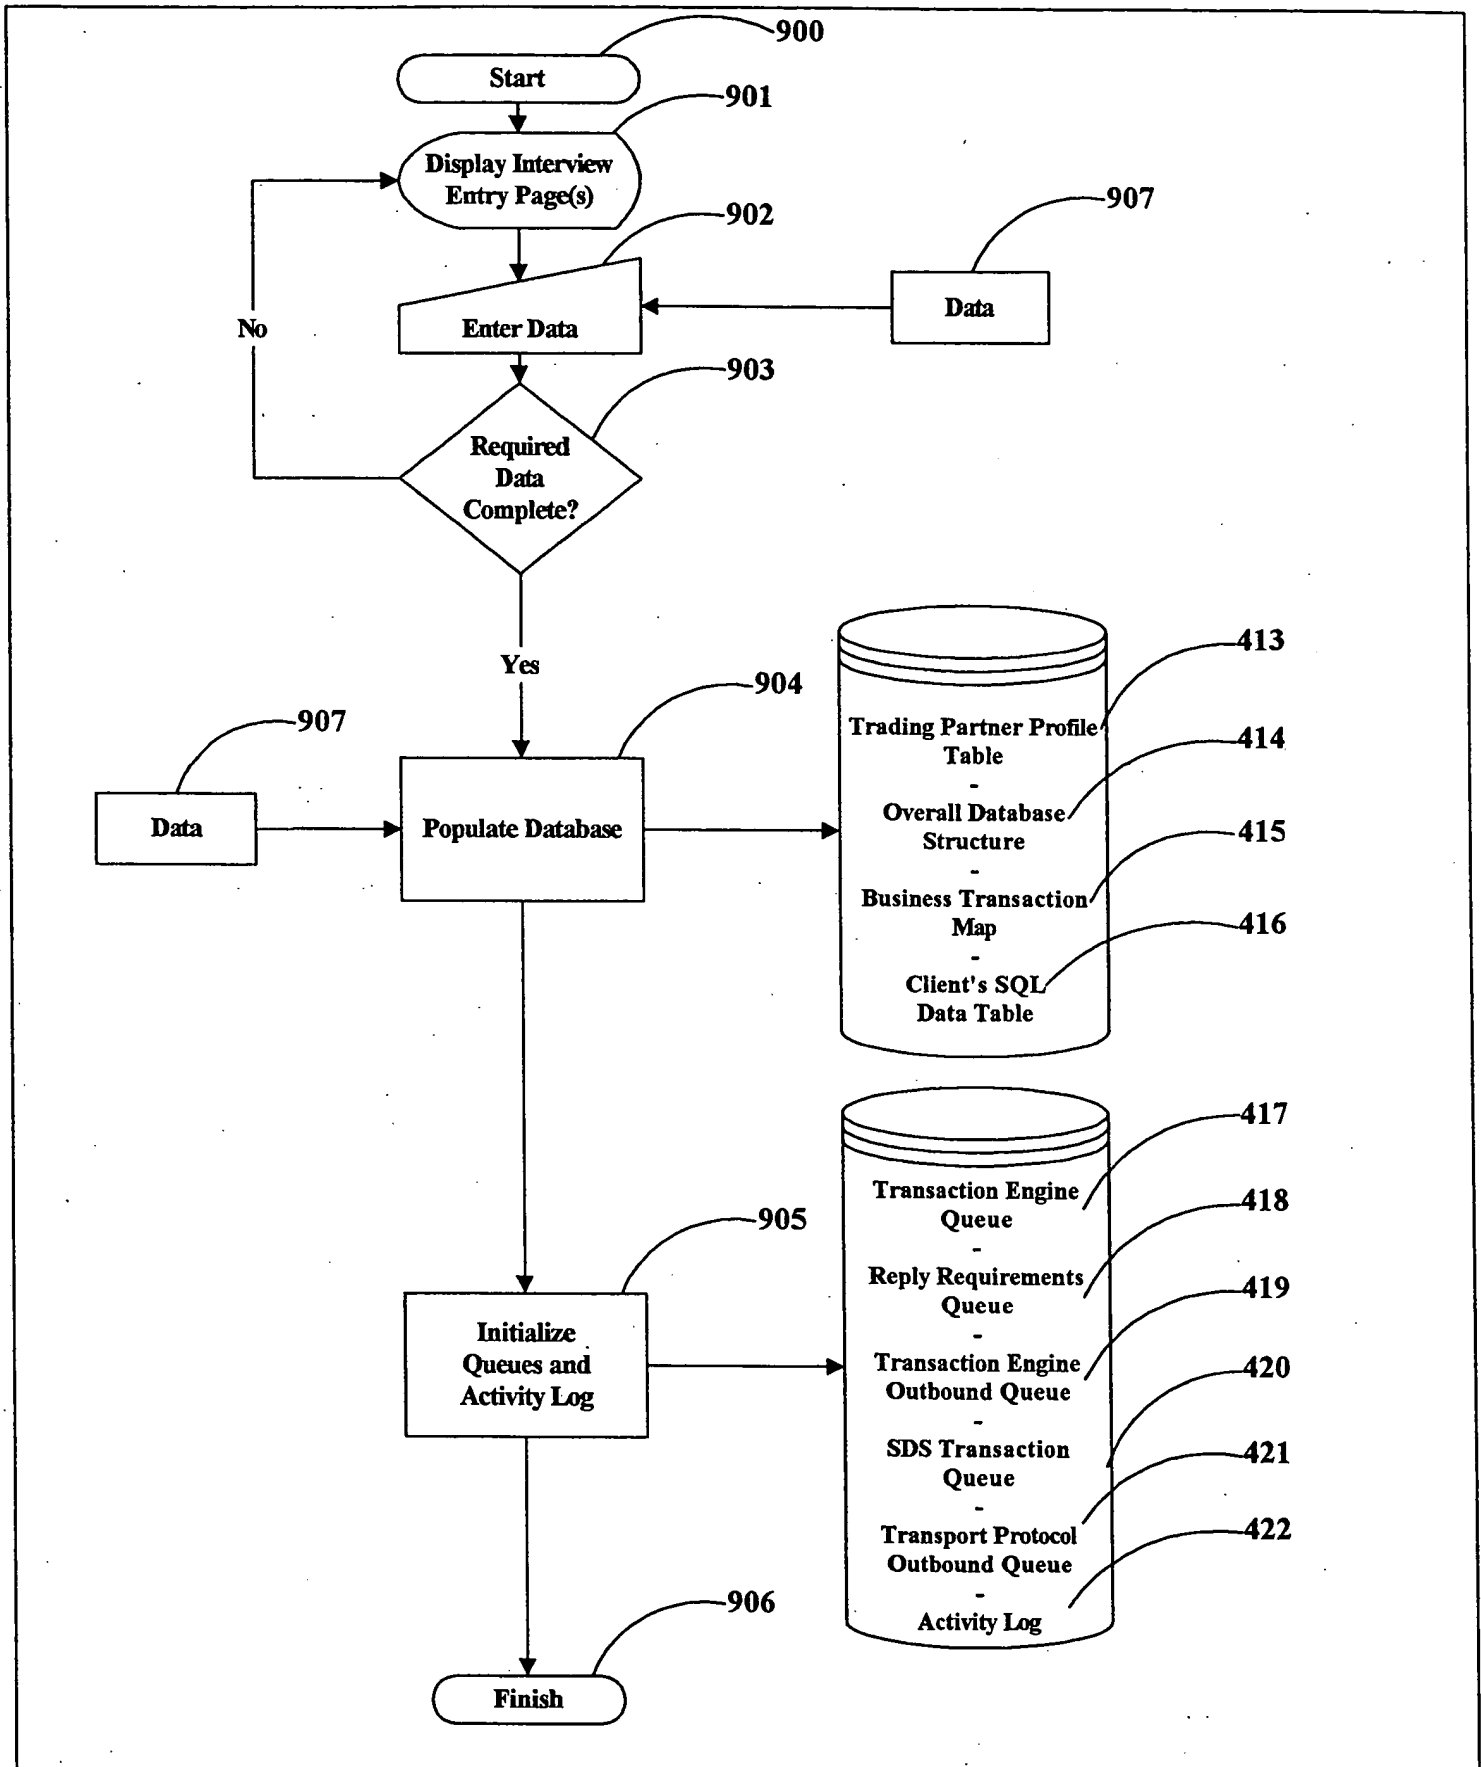 900
Start
901
Display Interview
Entry Page(s)
902
907
Enter Data
Data
No
903
Required
Data
Complete?
Yes
904
907
Data
Populate Database
413
Trading Partner Profile
Table
-
414
Overall Database
Structure
-
415
Business Transaction
Map
-
416
Client's SQL
Data Table
417
Transaction Engine
Queue
-
418
Reply Requirements
Queue
-
419
Transaction Engine
Outbound Queue
-
420
SDS Transaction
Queue
-
421
Transport Protocol
Outbound Queue
-
422
Activity Log
905
Initialize
Queues and
Activity Log
906
Finish